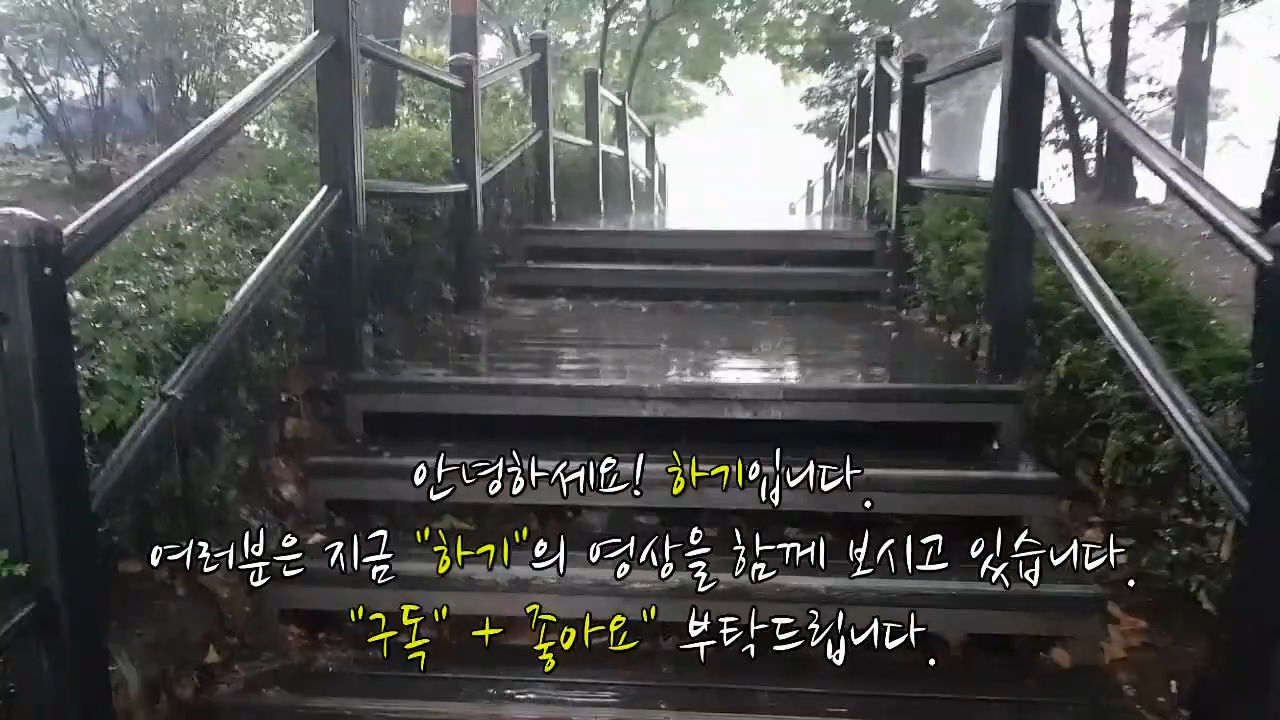 안녕하세요! 하기입니다.
여러분은 지금 "하기"의 영상을 함께 보시고 있습니다.
"구독" + 좋아요" 부탁드립니다.